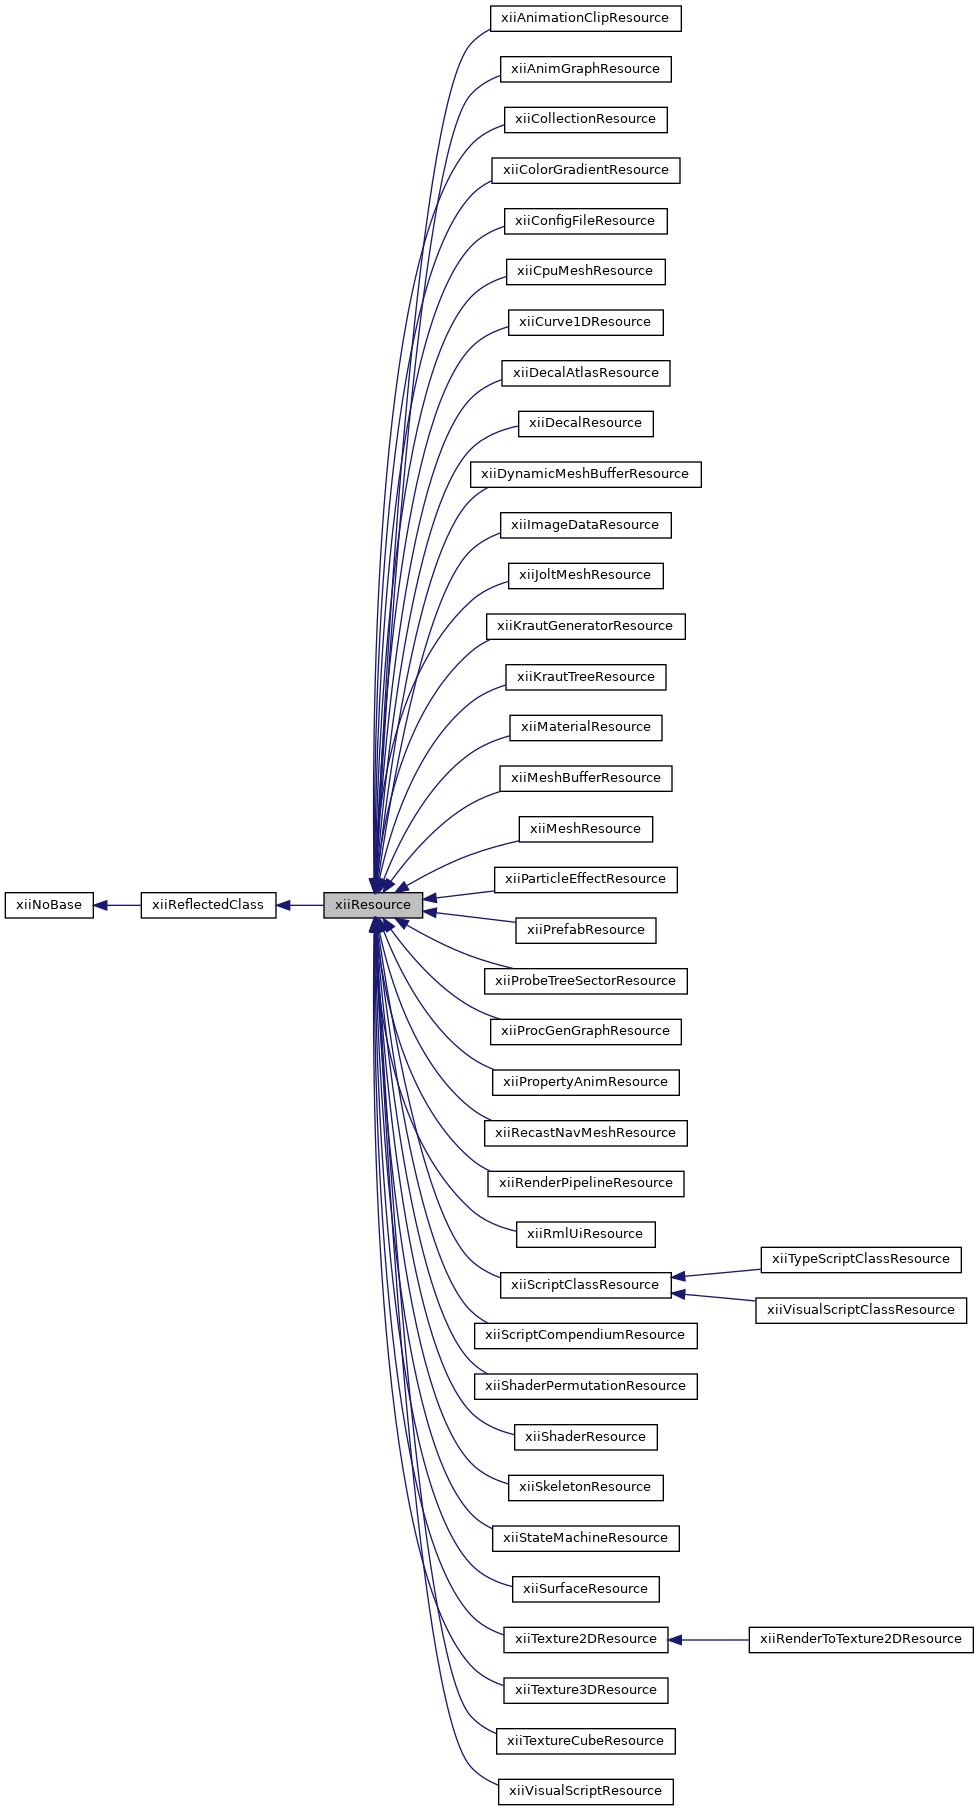 xiiAnimationClipResource
xiiAnimGraphResource
xiiCollectionResource
xiiColorGradientResource
xiiConfigFileResource
xiiCpuMeshResource
xiiCurve1DResource
xiiDecalAtlasResource
xiiDecalResource
xiiDynamicMeshBufferResource
xiiImageDataResource
xiiJoltMeshResource
xiiKrautGeneratorResource
xiiKrautTreeResource
xiiMaterialResource
xiiMeshBufferResource
xiiMeshResource
xiiParticleEffectResource
xiiNoBase
xiiReflectedClass
xiiResource
xiiPrefabResource
xiiProbeTreeSectorResource
xiiProcGenGraphResource
xiiPropertyAnimResource
xiiRecastNavMeshResource
xiiRenderPipelineResource
xiiRmlUiResource
xiiTypeScriptClassResource
xiiScriptClassResource
xiiVisualScriptClassResource
xiiScriptCompendiumResource
xiiShaderPermutationResource
xiiShaderResource
xiiSkeletonResource
xiiStateMachineResource
xiiSurfaceResource
xiiTexture2DResource
xiiRenderToTexture2DResource
xiiTexture3DResource
xiiTextureCubeResource
xiiVisualScriptResource